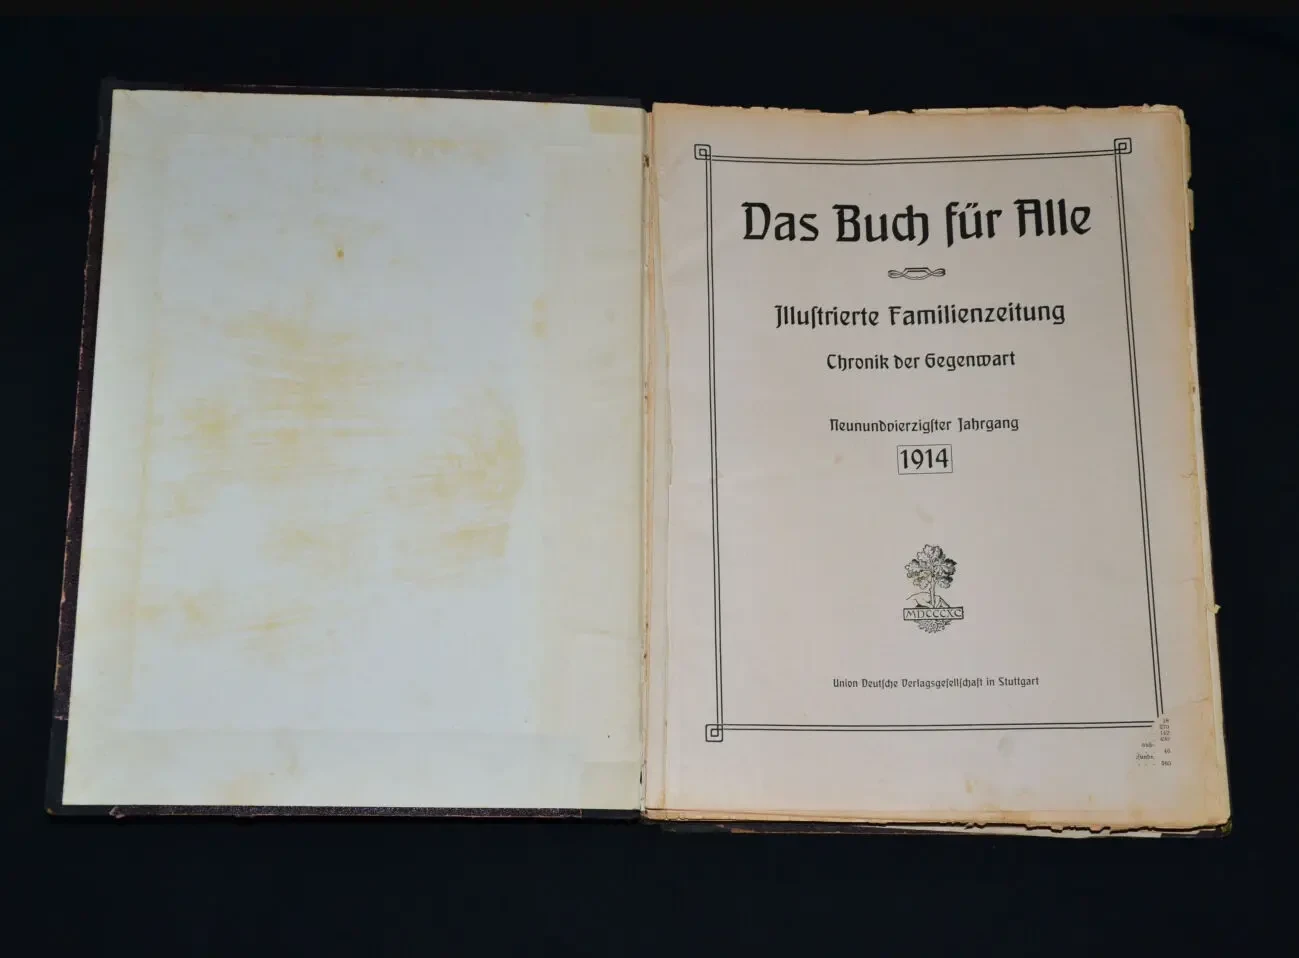 Das Buch für Alle
Illustrierte Familienzeitung
Chronik der Gegenwart
Neunundvierzigster Jahrgang
1914
MDCCCXC
Union Deutsche Verlagsgesellschaft in Stuttgart